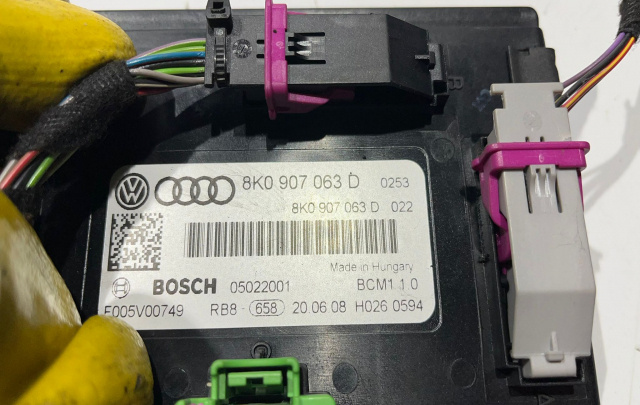 8K0 907 063 D 0253
8K0 907 063 D 022
Made in Hungary
BOSCH 05022001 BCM1 1.0
F005V00749 RB8- 658 20.06.08 H026 0594